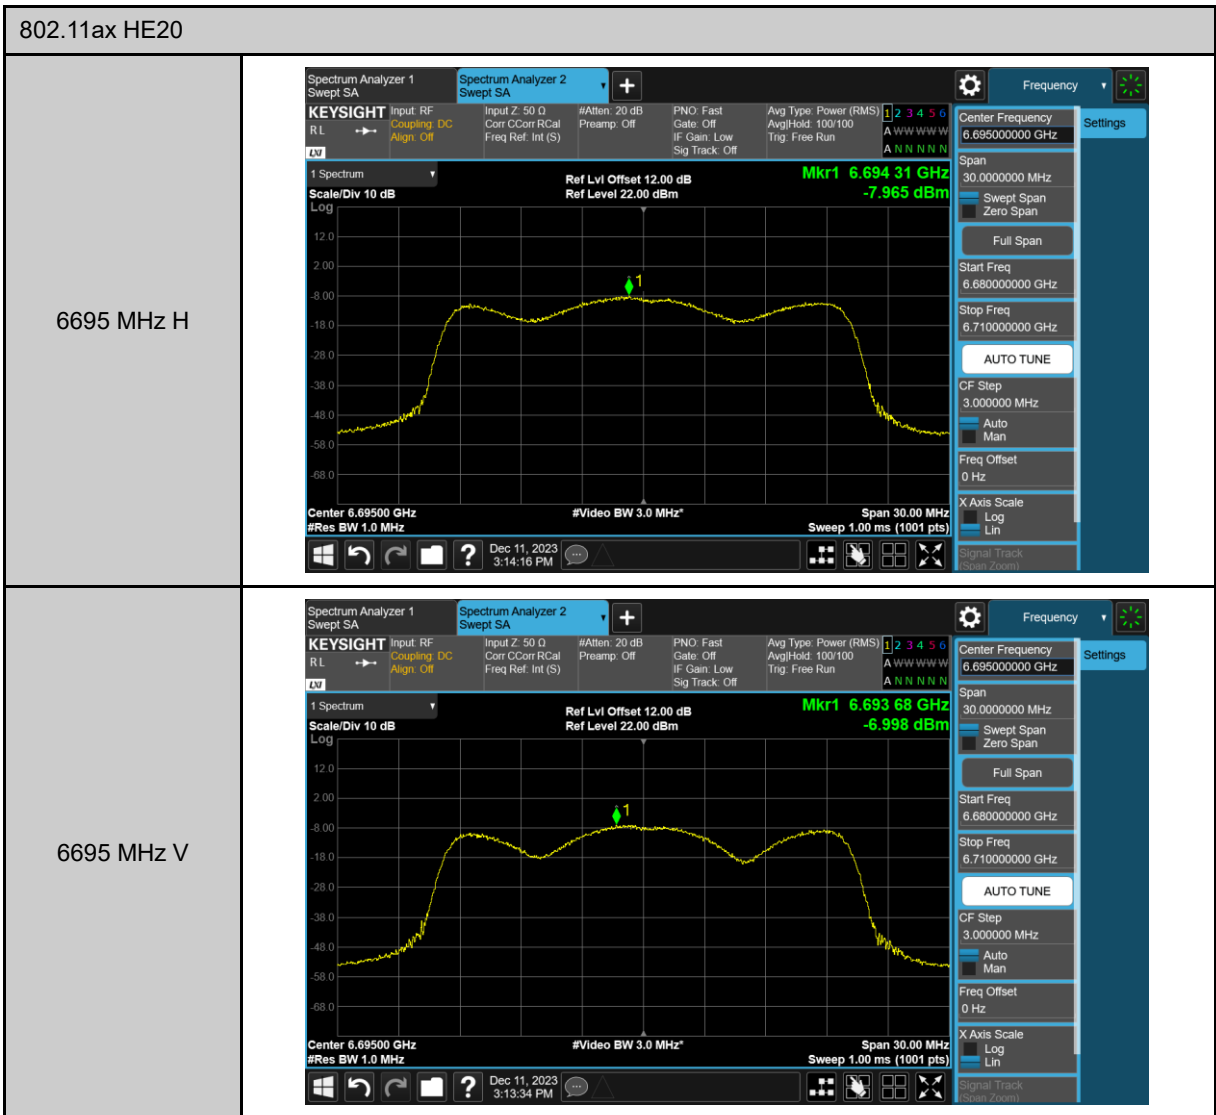 802.11ax HE20
6695 MHz H
Spectrum Analyzer 1
Swept SA
Spectrum Analyzer 2
Swept SA
Frequency
KEYSIGHT
RL
LXI
Input: RF
Coupling: DC
Align: Off
Input Z: 50 Ω
Corr CCorr RCal
Freq Ref: Int (S)
#Atten: 20 dB
Preamp: Off
PNO: Fast
Gate: Off
IF Gain: Low
Sig Track: Off
Avg Type: Power (RMS)
Avg|Hold: 100/100
Trig: Free Run
1 2 3 4 5 6
A W W W W W
A N N N N N
1 Spectrum
Scale/Div 10 dB
Log
Ref Lvl Offset 12.00 dB
Ref Level 22.00 dBm
Mkr1 6.694 31 GHz
-7.965 dBm
12.0
2.00
-8.00
-18.0
-28.0
-38.0
-48.0
-58.0
-68.0
1
Center 6.69500 GHz
#Res BW 1.0 MHz
#Video BW 3.0 MHz*
Span 30.00 MHz
Sweep 1.00 ms (1001 pts)
Dec 11, 2023
3:14:16 PM
Center Frequency
6.695000000 GHz
Settings
Span
30.0000000 MHz
Swept Span
Zero Span
Full Span
Start Freq
6.680000000 GHz
Stop Freq
6.710000000 GHz
AUTO TUNE
CF Step
3.000000 MHz
Auto
Man
Freq Offset
0 Hz
X Axis Scale
Log
Lin
Signal Track
(Span Zoom)
6695 MHz V
Spectrum Analyzer 1
Swept SA
Spectrum Analyzer 2
Swept SA
Frequency
KEYSIGHT
RL
LXI
Input: RF
Coupling: DC
Align: Off
Input Z: 50 Ω
Corr CCorr RCal
Freq Ref: Int (S)
#Atten: 20 dB
Preamp: Off
PNO: Fast
Gate: Off
IF Gain: Low
Sig Track: Off
Avg Type: Power (RMS)
Avg|Hold: 100/100
Trig: Free Run
1 2 3 4 5 6
A W W W W W
A N N N N N
1 Spectrum
Scale/Div 10 dB
Log
Ref Lvl Offset 12.00 dB
Ref Level 22.00 dBm
Mkr1 6.693 68 GHz
-6.998 dBm
12.0
2.00
-8.00
-18.0
-28.0
-38.0
-48.0
-58.0
-68.0
1
Center 6.69500 GHz
#Res BW 1.0 MHz
#Video BW 3.0 MHz*
Span 30.00 MHz
Sweep 1.00 ms (1001 pts)
Dec 11, 2023
3:13:34 PM
Center Frequency
6.695000000 GHz
Settings
Span
30.0000000 MHz
Swept Span
Zero Span
Full Span
Start Freq
6.680000000 GHz
Stop Freq
6.710000000 GHz
AUTO TUNE
CF Step
3.000000 MHz
Auto
Man
Freq Offset
0 Hz
X Axis Scale
Log
Lin
Signal Track
(Span Zoom)